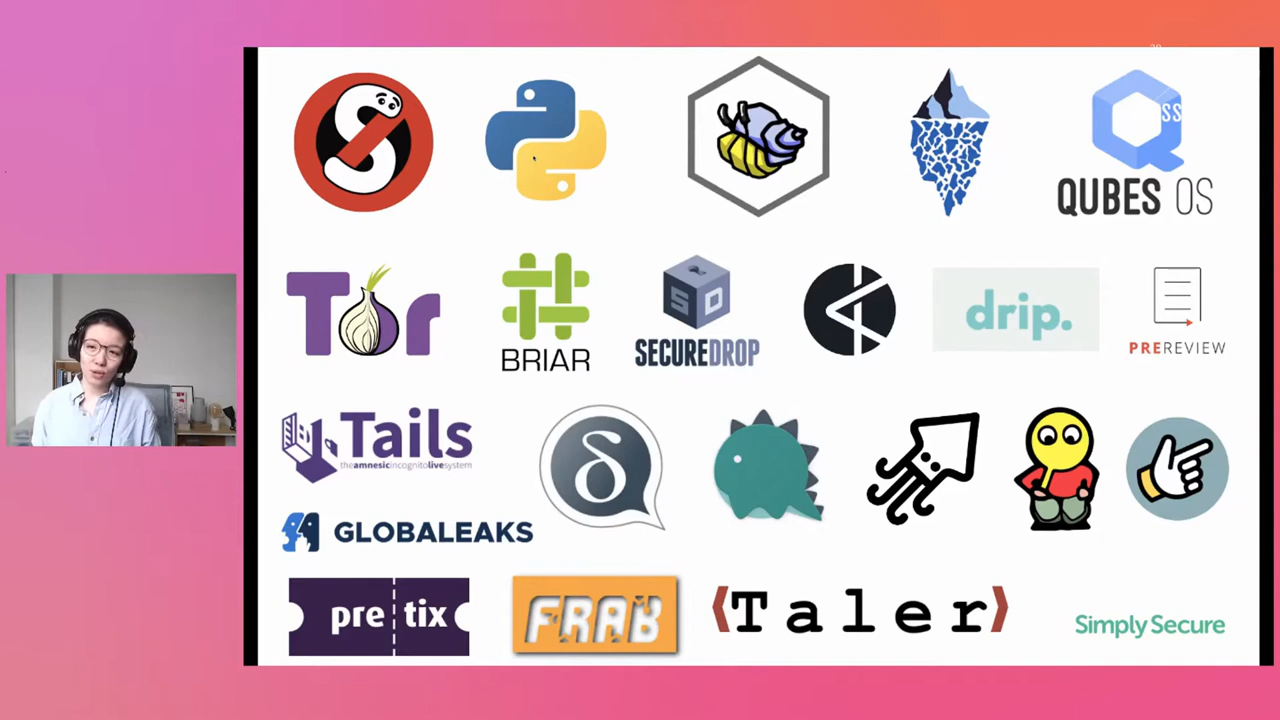 SS
QUBES OS
Tor
BRIAR
SECUREDROP
SD
drip.
PREREVIEW
Tails
theamnesicincognitolivesystem
δ
GLOBALEAKS
pretix
FRAB
⟨Taler⟩
Simply Secure